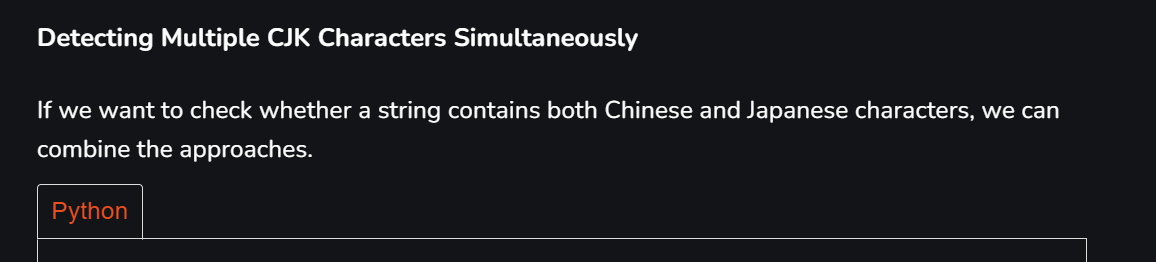 Detecting Multiple CJK Characters Simultaneously
If we want to check whether a string contains both Chinese and Japanese characters, we can
combine the approaches.
Python